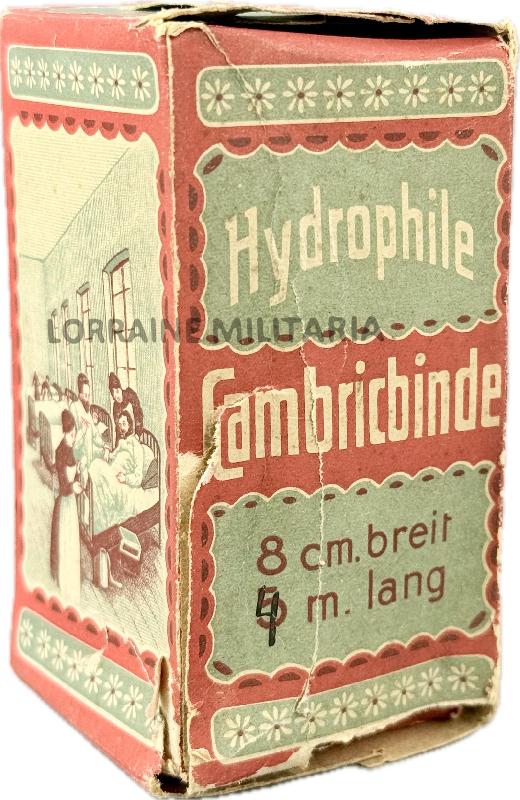 Hydrophile
LORRAINE MILITARIA
Cambricbinde
8 cm. breit
4 m. lang